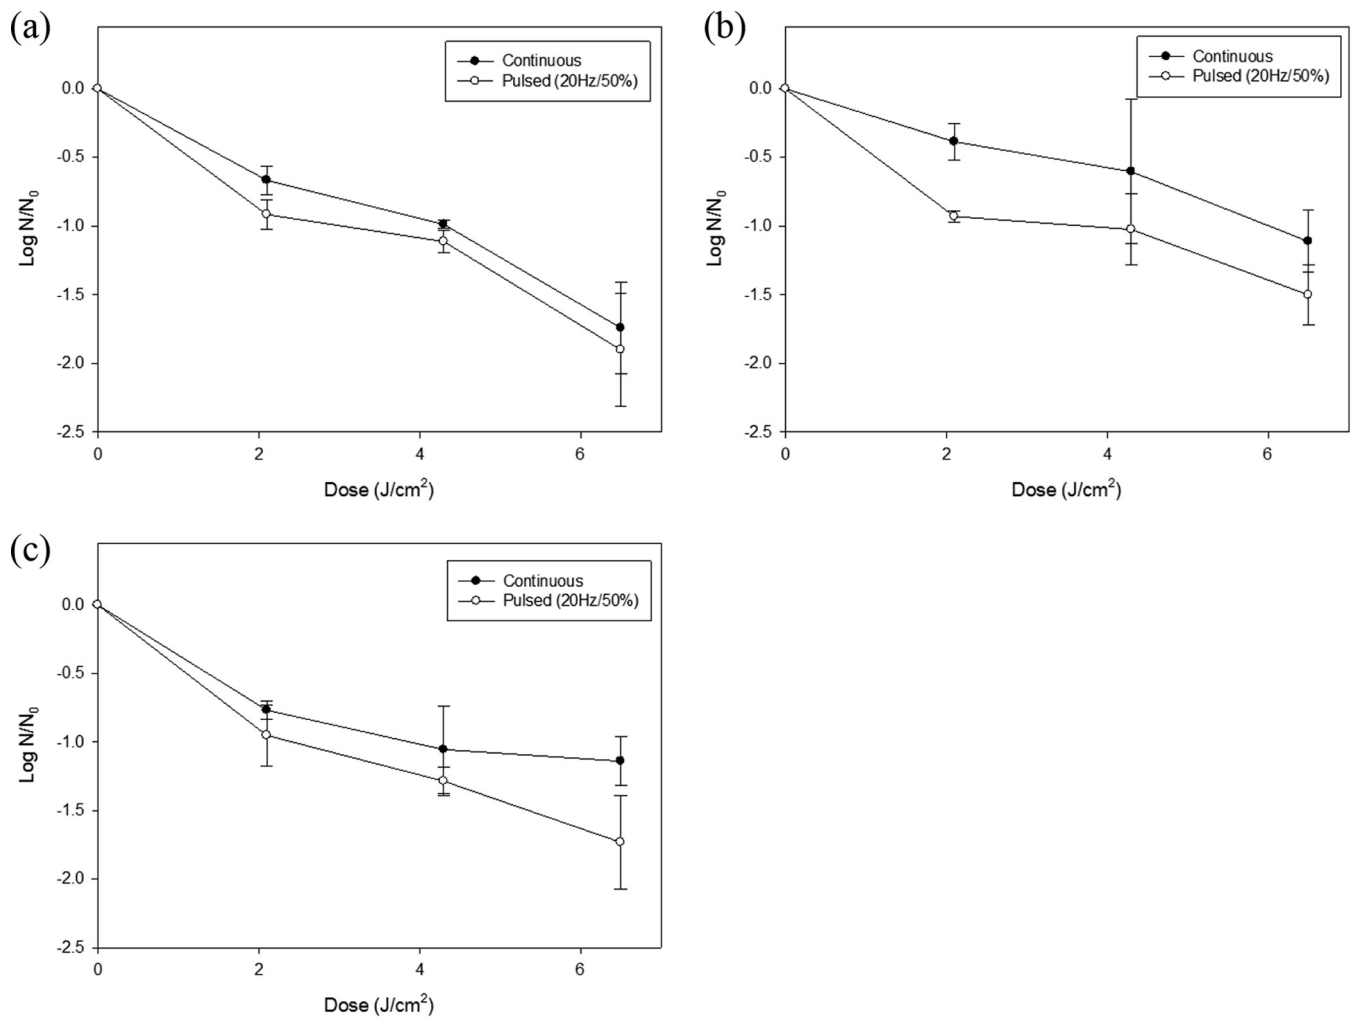 (a)
Continuous
Pulsed (20Hz/50%)
0.0
-0.5
-1.0
-1.5
-2.0
-2.5
Log N/N0
0
2
4
6
Dose (J/cm2)
(b)
Continuous
Pulsed (20Hz/50%)
0.0
-0.5
-1.0
-1.5
-2.0
-2.5
Log N/N0
0
2
4
6
Dose (J/cm2)
(c)
Continuous
Pulsed (20Hz/50%)
0.0
-0.5
-1.0
-1.5
-2.0
-2.5
Log N/N0
0
2
4
6
Dose (J/cm2)